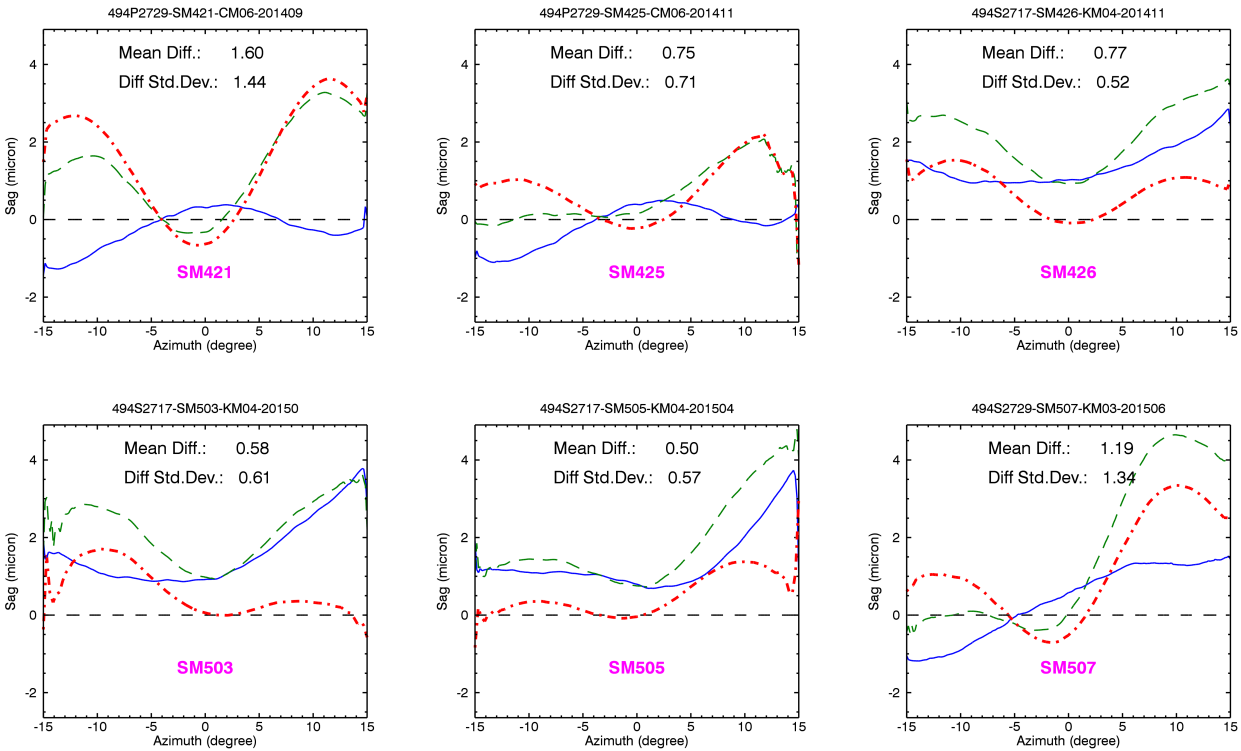 494P2729-SM421-CM06-201409
Mean Diff.: 1.60
Diff Std.Dev.: 1.44
Sag (micron)
4
2
0
-2
SM421
-15 -10 -5 0 5 10 15
Azimuth (degree)
494P2729-SM425-CM06-201411
Mean Diff.: 0.75
Diff Std.Dev.: 0.71
Sag (micron)
4
2
0
-2
SM425
-15 -10 -5 0 5 10 15
Azimuth (degree)
494S2717-SM426-KM04-201411
Mean Diff.: 0.77
Diff Std.Dev.: 0.52
Sag (micron)
4
2
0
-2
SM426
-15 -10 -5 0 5 10 15
Azimuth (degree)
494S2717-SM503-KM04-20150
Mean Diff.: 0.58
Diff Std.Dev.: 0.61
Sag (micron)
4
2
0
-2
SM503
-15 -10 -5 0 5 10 15
Azimuth (degree)
494S2717-SM505-KM04-201504
Mean Diff.: 0.50
Diff Std.Dev.: 0.57
Sag (micron)
4
2
0
-2
SM505
-15 -10 -5 0 5 10 15
Azimuth (degree)
494S2729-SM507-KM03-201506
Mean Diff.: 1.19
Diff Std.Dev.: 1.34
Sag (micron)
4
2
0
-2
SM507
-15 -10 -5 0 5 10 15
Azimuth (degree)